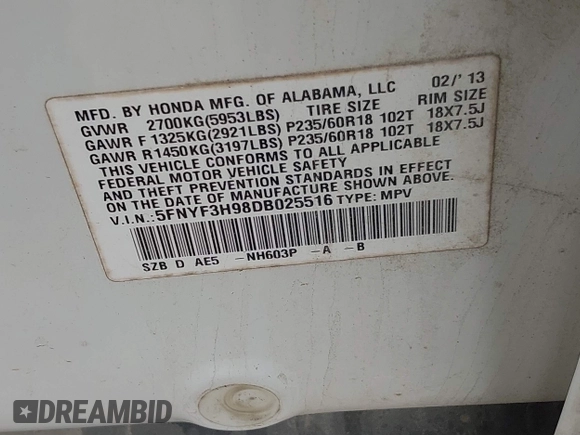 MFD. BY HONDA MFG. OF ALABAMA, LLC 02/'13
GVWR 2700KG(5953LBS) TIRE SIZE RIM SIZE
GAWR F 1325KG(2921LBS) P235/60R18 102T 18X7.5J
GAWR R1450KG(3197LBS) P235/60R18 102T 18X7.5J
THIS VEHICLE CONFORMS TO ALL APPLICABLE
FEDERAL MOTOR VEHICLE SAFETY
AND THEFT PREVENTION STANDARDS IN EFFECT
ON THE DATE OF MANUFACTURE SHOWN ABOVE.
V.I.N.: 5FNYF3H98DB025516 TYPE: MPV
SZB D AE5 -NH603P -A -B
DREAMBID